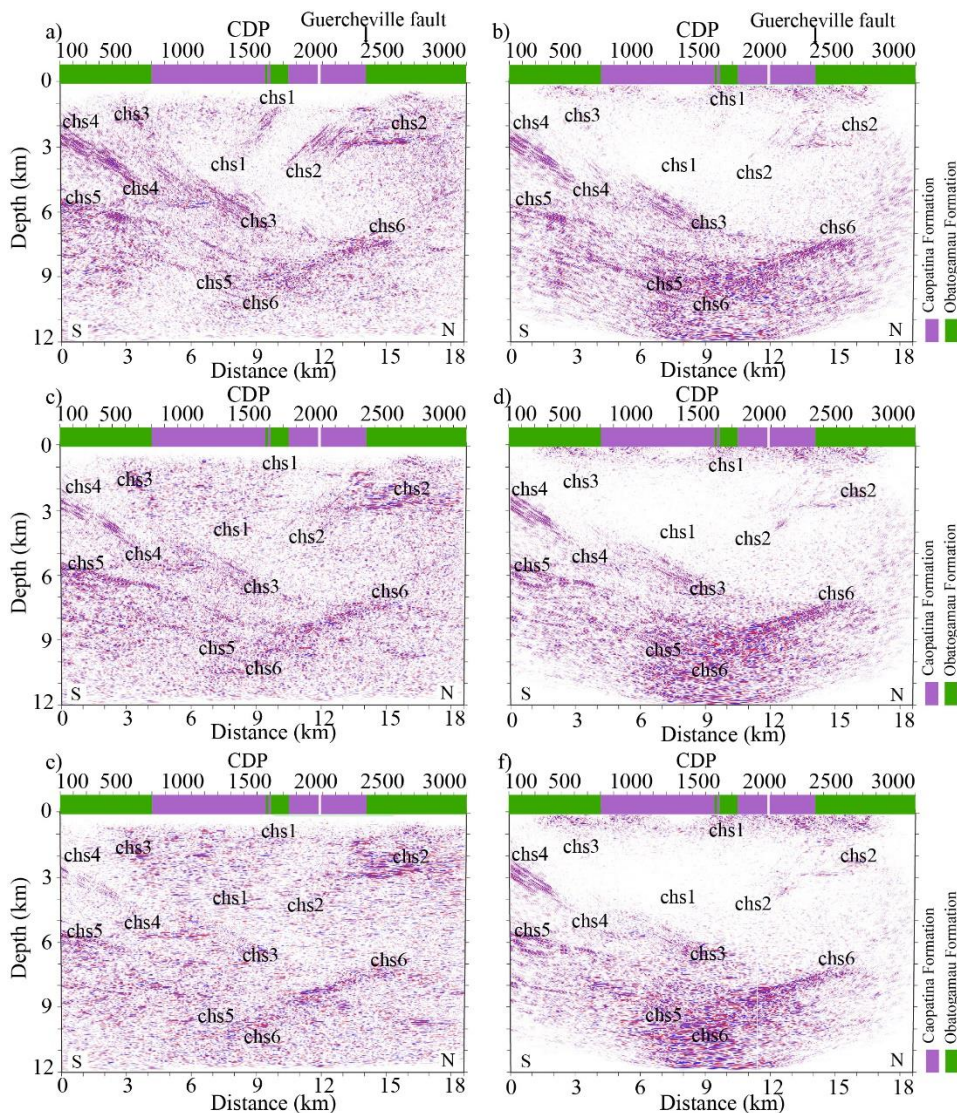 Guercheville fault
a) CDP
100 500 1000 1500 2000 2500 3000
0
3
6
9
12
Depth (km)
chs1
chs3
chs4
chs2
chs1
chs2
chs4
chs5
chs3
chs6
chs5
chs6
S N
0 3 6 9 12 15 18
Distance (km)
Guercheville fault
b) CDP
100 500 1000 1500 2000 2500 3000
chs1
chs3
chs4
chs2
chs1
chs2
chs4
chs5
chs3
chs6
chs5
chs6
S N
0 3 6 9 12 15 18
Distance (km)
Caopatina Formation
Obatogamau Formation
c) CDP
100 500 1000 1500 2000 2500 3000
0
3
6
9
12
Depth (km)
chs1
chs3
chs4
chs2
chs1
chs2
chs4
chs5
chs3
chs6
chs5
chs6
S N
0 3 6 9 12 15 18
Distance (km)
d) CDP
100 500 1000 1500 2000 2500 3000
chs1
chs3
chs4
chs2
chs1
chs2
chs4
chs5
chs3
chs6
chs5
chs6
S N
0 3 6 9 12 15 18
Distance (km)
Caopatina Formation
Obatogamau Formation
e) CDP
100 500 1000 1500 2000 2500 3000
0
3
6
9
12
Depth (km)
chs1
chs3
chs4
chs2
chs1
chs2
chs4
chs5
chs3
chs6
chs5
chs6
S N
0 3 6 9 12 15 18
Distance (km)
f) CDP
100 500 1000 1500 2000 2500 3000
chs1
chs3
chs4
chs2
chs1
chs2
chs4
chs5
chs3
chs6
chs5
chs6
S N
0 3 6 9 12 15 18
Distance (km)
Caopatina Formation
Obatogamau Formation